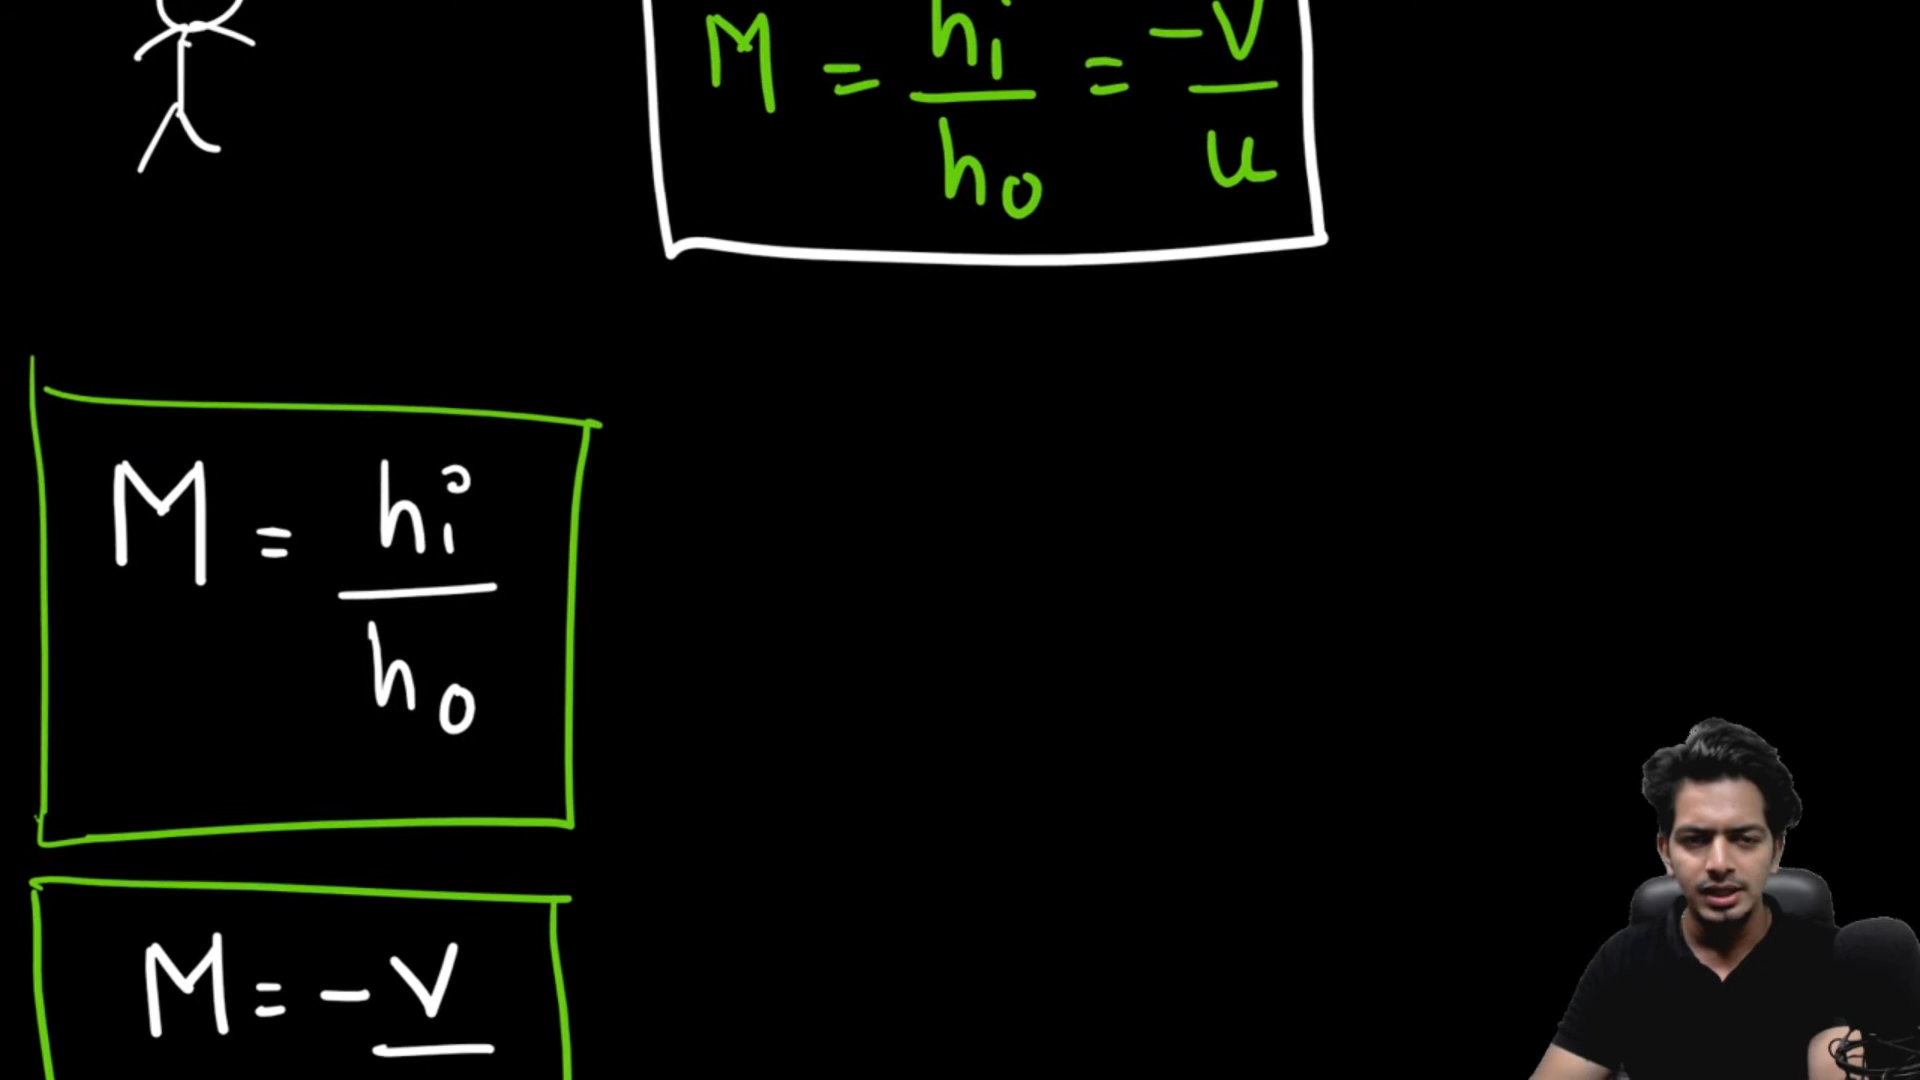 M = hi/ho = -v/u
M = hi/ho
M = -v